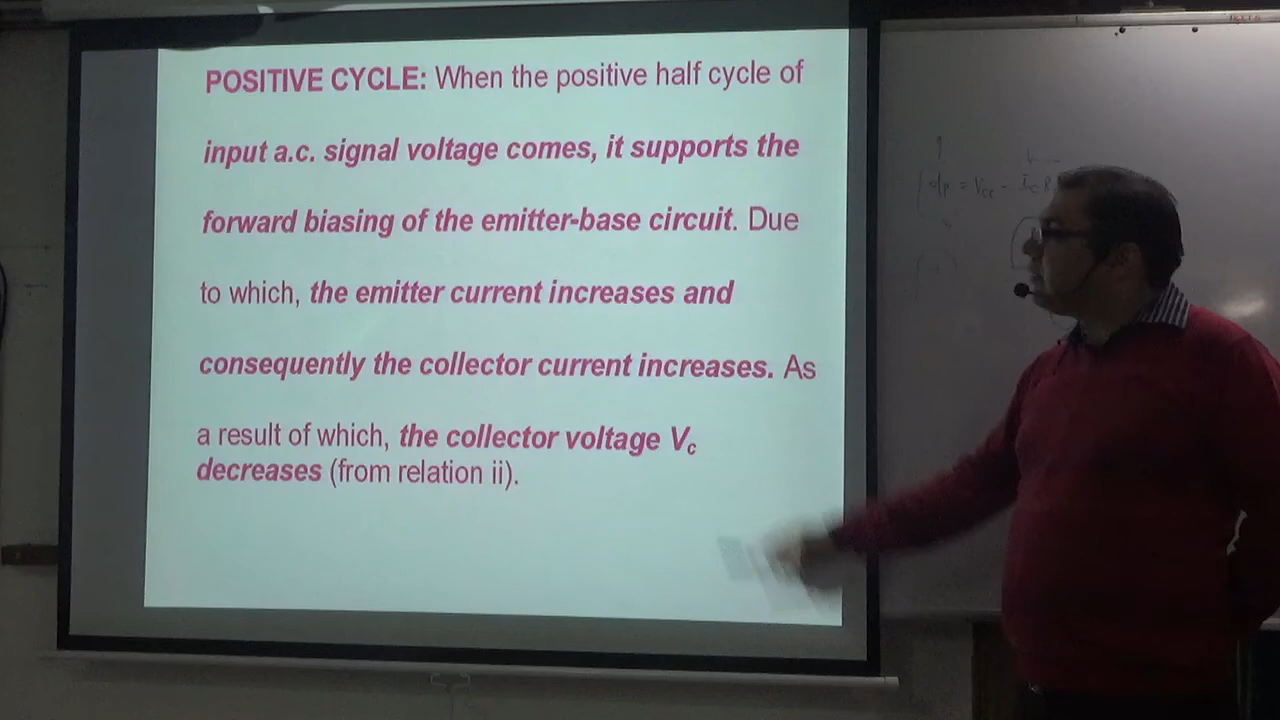 POSITIVE CYCLE: When the positive half cycle of
input a.c. signal voltage comes, it supports the
forward biasing of the emitter-base circuit. Due
to which, the emitter current increases and
consequently the collector current increases. As
a result of which, the collector voltage Vc
decreases (from relation ii).
o/p = Vcc - Ic R